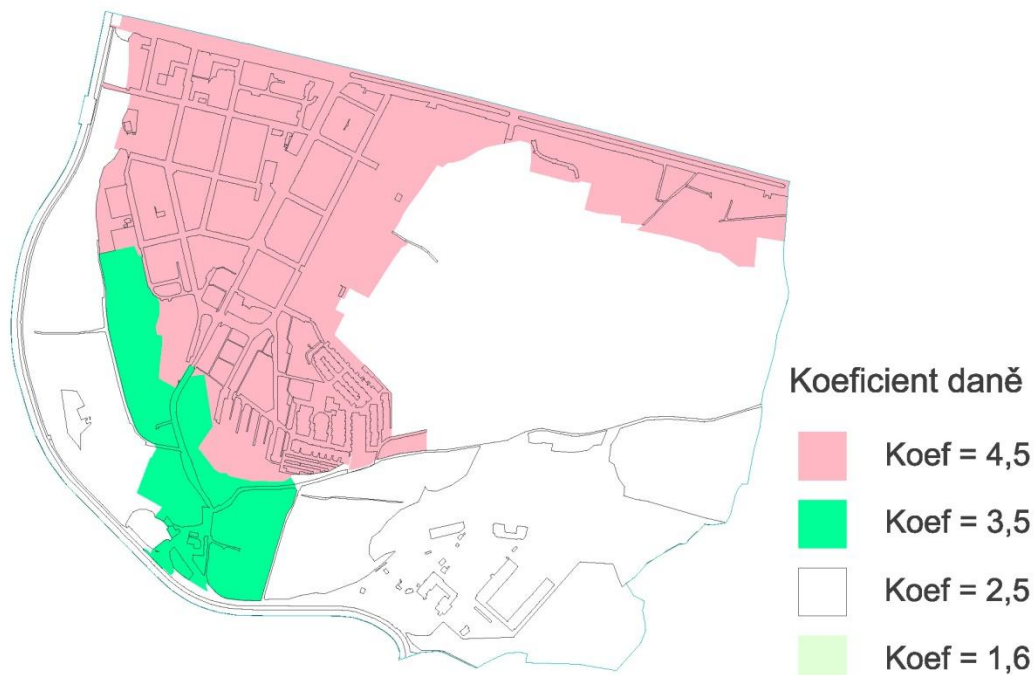 Koeficient daně
Koef = 4,5
Koef = 3,5
Koef = 2,5
Koef = 1,6